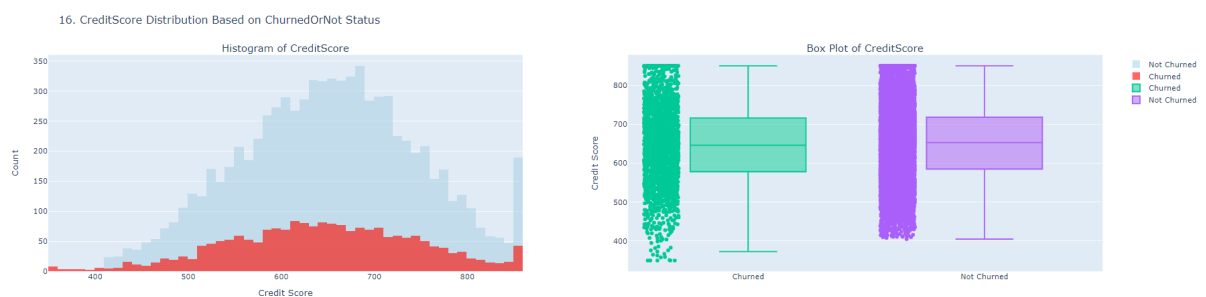 16. CreditScore Distribution Based on ChurnedOrNot Status
Histogram of CreditScore
350
300
250
200
150
100
50
0
Count
400
500
600
700
800
Credit Score
Box Plot of CreditScore
800
700
600
500
400
Credit Score
Churned
Not Churned
Not Churned
Churned
Churned
Not Churned